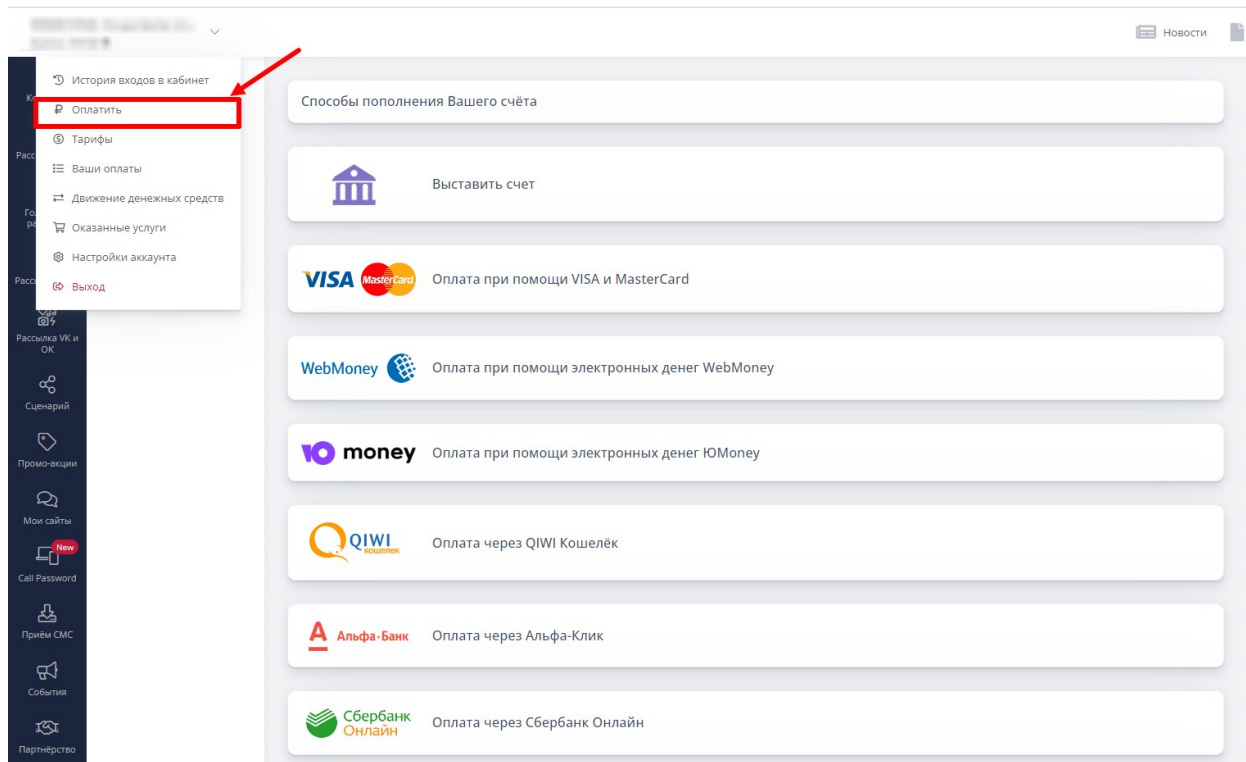 Новости
История входов в кабинет
Оплатить
Тарифы
Ваши оплаты
Движение денежных средств
Оказанные услуги
Настройки аккаунта
Выход
Рассылка VK и
ОК
Сценарий
Промо-акции
Мои сайты
New
Call Password
Приём СМС
События
Партнёрство
Способы пополнения Вашего счёта
Выставить счет
VISA MasterCard Оплата при помощи VISA и MasterCard
WebMoney Оплата при помощи электронных денег WebMoney
Ю money Оплата при помощи электронных денег ЮMoney
QIWI Оплата через QIWI Кошелёк
кошелек
А Альфа·Банк Оплата через Альфа-Клик
Сбербанк
Онлайн Оплата через Сбербанк Онлайн